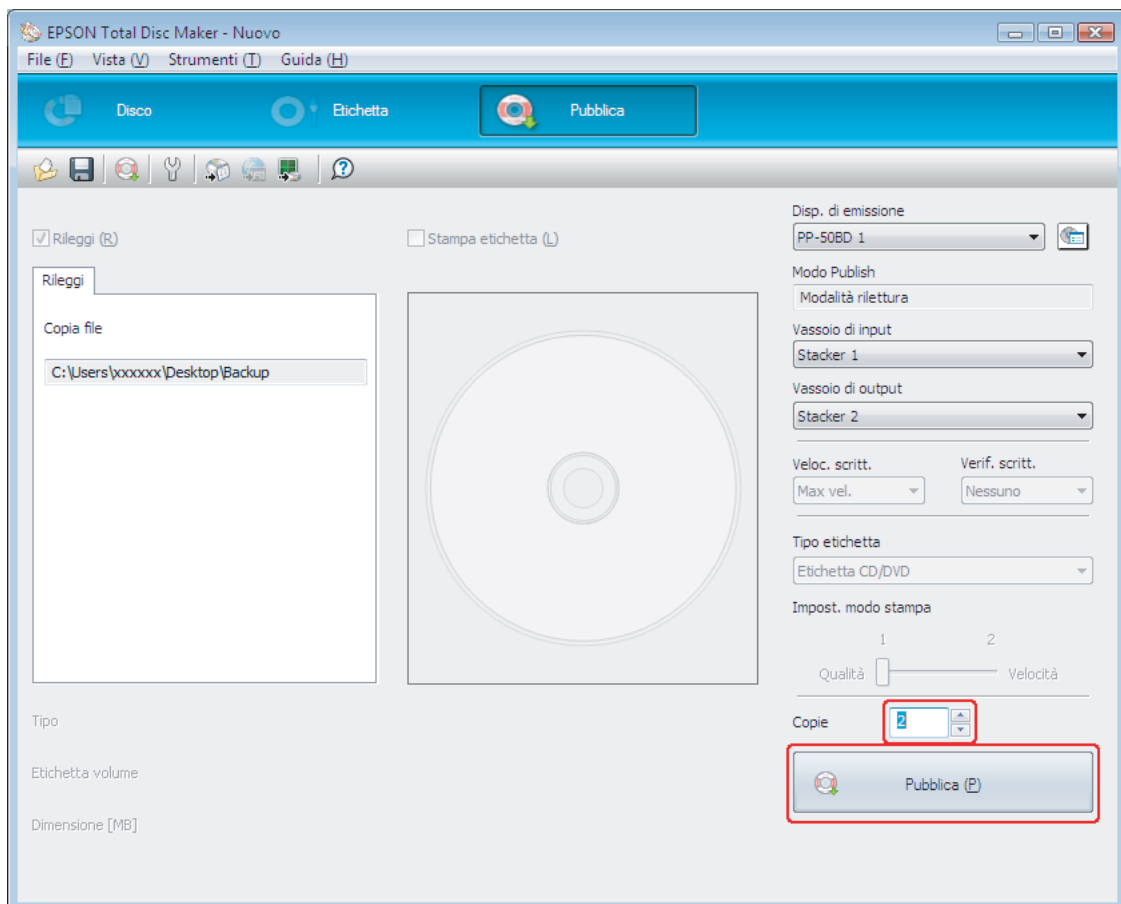 EPSON Total Disc Maker - Nuovo
File (F) Vista (V) Strumenti (T) Guida (H)
Disco Etichetta Pubblica
Rileggi (R)
Rileggi
Copia file
C:\Users\xxxxxx\Desktop\Backup
Tipo
Etichetta volume
Dimensione [MB]
Stampa etichetta (L)
Disp. di emissione
PP-50BD 1
Modo Publish
Modalità rilettura
Vassoio di input
Stacker 1
Vassoio di output
Stacker 2
Veloc. scritt. Verif. scritt.
Max vel. Nessuno
Tipo etichetta
Etichetta CD/DVD
Impost. modo stampa
1 2
Qualità Velocità
Copie 2
Pubblica (P)